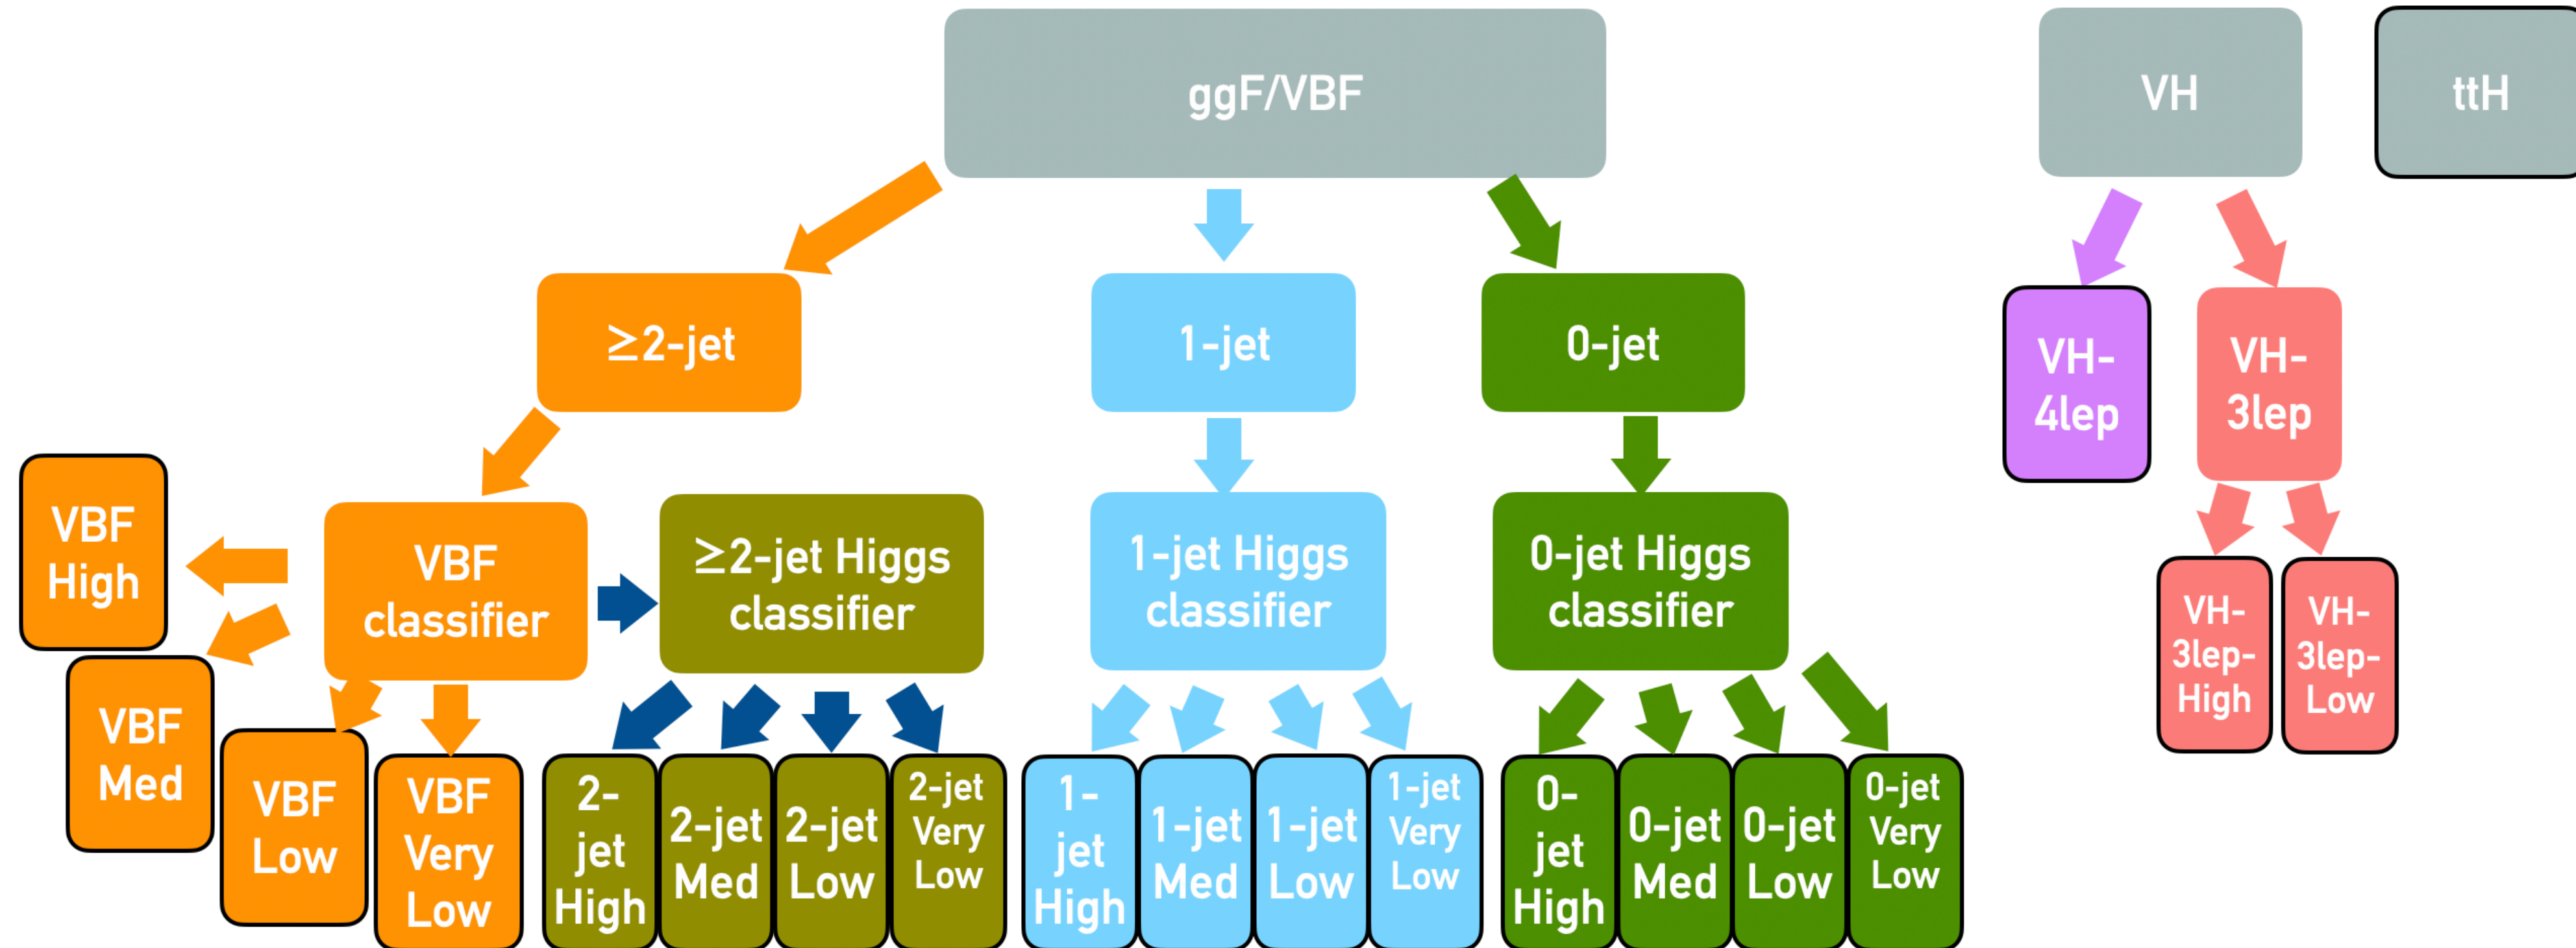 ggF/VBF
VH
ttH
≥2-jet
1-jet
0-jet
VH-
4lep
VH-
3lep
VBF
High
VBF
classifier
≥2-jet Higgs
classifier
1-jet Higgs
classifier
0-jet Higgs
classifier
VH-
3lep-
High
VH-
3lep-
Low
VBF
Med
VBF
Low
VBF
Very
Low
2-
jet
High
2-jet
Med
2-jet
Low
2-jet
Very
Low
1-
jet
High
1-jet
Med
1-jet
Low
1-jet
Very
Low
0-
jet
High
0-jet
Med
0-jet
Low
0-jet
Very
Low